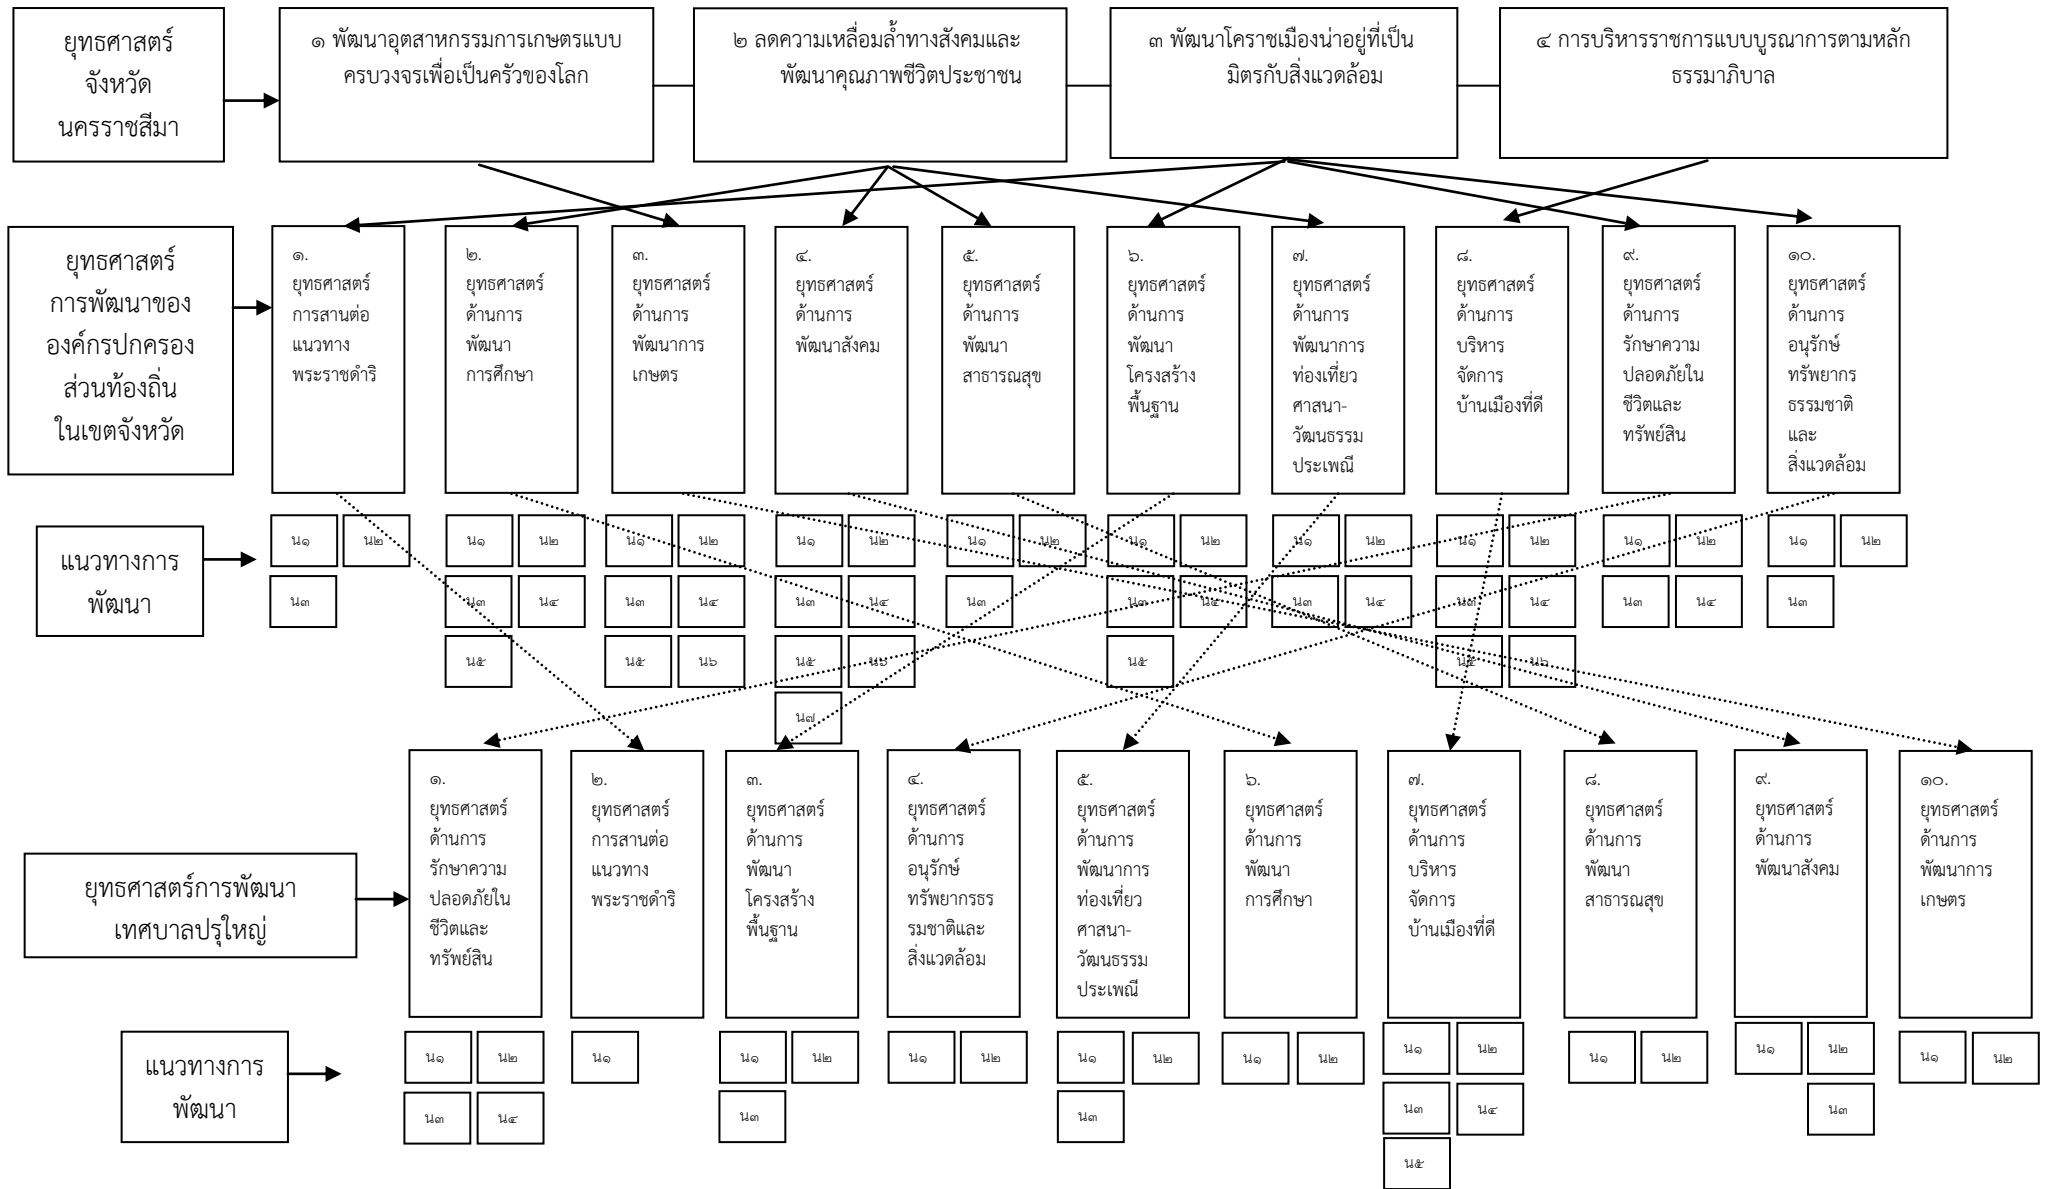 ยุทธศาสตร์
จังหวัด
นครราชสีมา
๑ พัฒนาอุตสาหกรรมการเกษตรแบบ
ครบวงจรเพื่อเป็นครัวของโลก
๒ ลดความเหลื่อมล้ำทางสังคมและ
พัฒนาคุณภาพชีวิตประชาชน
๓ พัฒนาโคราชเมืองน่าอยู่ที่เป็น
มิตรกับสิ่งแวดล้อม
๔ การบริหารราชการแบบบูรณาการตามหลัก
ธรรมาภิบาล
ยุทธศาสตร์
การพัฒนาของ
องค์กรปกครอง
ส่วนท้องถิ่น
ในเขตจังหวัด
๑.
ยุทธศาสตร์
การสานต่อ
แนวทาง
พระราชดำริ
๒.
ยุทธศาสตร์
ด้านการ
พัฒนา
การศึกษา
๓.
ยุทธศาสตร์
ด้านการ
พัฒนาการ
เกษตร
๔.
ยุทธศาสตร์
ด้านการ
พัฒนาสังคม
๕.
ยุทธศาสตร์
ด้านการ
พัฒนา
สาธารณสุข
๖.
ยุทธศาสตร์
ด้านการ
พัฒนา
โครงสร้าง
พื้นฐาน
๗.
ยุทธศาสตร์
ด้านการ
พัฒนาการ
ท่องเที่ยว
ศาสนา-
วัฒนธรรม
ประเพณี
๘.
ยุทธศาสตร์
ด้านการ
บริหาร
จัดการ
บ้านเมืองที่ดี
๙.
ยุทธศาสตร์
ด้านการ
รักษาความ
ปลอดภัยใน
ชีวิตและ
ทรัพย์สิน
๑๐.
ยุทธศาสตร์
ด้านการ
อนุรักษ์
ทรัพยากร
ธรรมชาติ
และ
สิ่งแวดล้อม
แนวทางการ
พัฒนา
น๑ น๒
น๓
น๑ น๒
น๓ น๔
น๕
น๑ น๒
น๓ น๔
น๕ น๖
น๑ น๒
น๓ น๔
น๕ น๖
น๗
น๑ น๒
น๓
น๑ น๒
น๓ น๔
น๕
น๑ น๒
น๓ น๔
น๑ น๒
น๓ น๔
น๕ น๖
น๑ น๒
น๓ น๔
น๑ น๒
น๓
ยุทธศาสตร์การพัฒนา
เทศบาลปรุใหญ่
๑.
ยุทธศาสตร์
ด้านการ
รักษาความ
ปลอดภัยใน
ชีวิตและ
ทรัพย์สิน
๒.
ยุทธศาสตร์
การสานต่อ
แนวทาง
พระราชดำริ
๓.
ยุทธศาสตร์
ด้านการ
พัฒนา
โครงสร้าง
พื้นฐาน
๔.
ยุทธศาสตร์
ด้านการ
อนุรักษ์
ทรัพยากรธร
รมชาติและ
สิ่งแวดล้อม
๕.
ยุทธศาสตร์
ด้านการ
พัฒนาการ
ท่องเที่ยว
ศาสนา-
วัฒนธรรม
ประเพณี
๖.
ยุทธศาสตร์
ด้านการ
พัฒนา
การศึกษา
๗.
ยุทธศาสตร์
ด้านการ
บริหาร
จัดการ
บ้านเมืองที่ดี
๘.
ยุทธศาสตร์
ด้านการ
พัฒนา
สาธารณสุข
๙.
ยุทธศาสตร์
ด้านการ
พัฒนาสังคม
๑๐.
ยุทธศาสตร์
ด้านการ
พัฒนาการ
เกษตร
แนวทางการ
พัฒนา
น๑ น๒
น๓ น๔
น๑
น๑ น๒
น๓
น๑ น๒
น๑ น๒
น๓
น๑ น๒
น๑ น๒
น๓ น๔
น๕
น๑ น๒
น๑ น๒
น๓
น๑ น๒